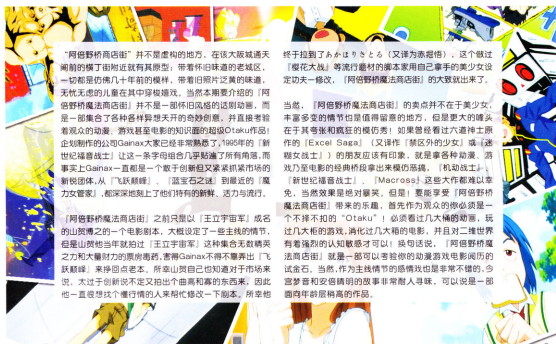 “阿倍野桥商店街”并不是虚构的地方，在该大阪城通天
阁前的横丁街附近就有其原型；带着怀旧味道的老城区，
一切都是仿佛几十年前的模样，带着旧照片泛黄的味道，
无忧无虑的儿童在其中穿梭嬉戏。当然本期要介绍的『阿
倍野桥魔法商店街』并不是一部怀旧风格的话剧动画，而
是一部集合了各种各样异想天开的奇妙创意，并直接考验
着观众的动漫、游戏甚至电影的知识面的超级Otaku作品！
企划制作的公司Gainax大家已经非常熟悉了，1995年的『新
世纪福音战士』让这一条字母组合几乎贴遍了所有角落，而
事实上Gainax一直都是一个敢于创新但又紧紧抓紧市场的
新锐团体，从『飞跃颠峰』、『蓝宝石之谜』到最近的『魔
力女管家』，都深深地刻上了他们特有的新鲜、活力与流行。
『阿倍野桥魔法商店街』之前只是以『王立宇宙军』成名
的山贺博之的一个电影剧本，大概设定了一些主线的情节，
但是山贺他当年就拍过『王立宇宙军』这种集合无数精英
之力和大量财力的票房毒药，害得Gainax不得不靠弄出『飞
跃颠峰』来挣回点老本。所幸山贺自己也知道对于市场来
说，太过于创新说不定又拍出个曲高和寡的东西来，因此
他一直很想找个懂行情的人来帮忙修改一下剧本。所幸他
终于拉到了あかほりさとる（又译为赤堀悟），这个做过
『樱花大战』等流行题材的脚本家用自己拿手的美少女设
定功夫一修改，『阿倍野桥魔法商店街』的大致就出来了。
当然，『阿倍野桥魔法商店街』的卖点并不在于美少女，
丰富多变的情节也是值得留意的地方，但是更大的噱头
在于其夸张和疯狂的模仿秀！如果曾经看过六道神士原
作的『Excel Saga』（又译作『禁区外的少女』或『迷
糊女战士』）的朋友应该有印象，就是拿各种动漫、游
戏乃至电影的经典桥段拿出来模仿恶搞，『机动战士』、
『新世纪福音战士』、『Macross』这些大作都难以幸
免，当然效果是绝对爆笑。但是！要能享受『阿倍野桥魔法商
店街』带来的乐趣，首先作为观众的你必须是一
个不择不扣的“Otaku”！必须看过几大桶的动画，玩
过几大柜的游戏，消化过几大箱的电影，并且对二维世界
有着强烈的认知敏感才可以！换句话说，『阿倍野桥魔
法商店街』就是一部可以考验你的动漫游戏电影阅历的
试金石。当然，作为主线情节的感情戏也是非常不错的，今
宫梦音和安倍晴明的故事非常耐人寻味，可以说是一部
面向年龄层稍高的作品。